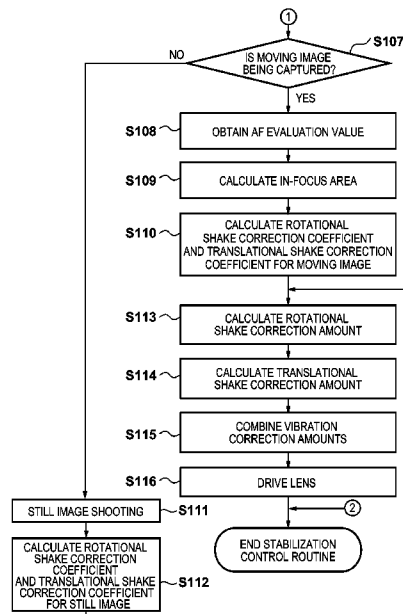 1
S107
NO
IS MOVING IMAGE
BEING CAPTURED?
YES
S108
OBTAIN AF EVALUATION VALUE
S109
CALCULATE IN-FOCUS AREA
S110
CALCULATE ROTATIONAL
SHAKE CORRECTION COEFFICIENT
AND TRANSLATIONAL SHAKE CORRECTION
COEFFICIENT FOR MOVING IMAGE
S113
CALCULATE ROTATIONAL
SHAKE CORRECTION AMOUNT
S114
CALCULATE TRANSLATIONAL
SHAKE CORRECTION AMOUNT
S115
COMBINE VIBRATION
CORRECTION AMOUNTS
S116
DRIVE LENS
2
STILL IMAGE SHOOTING
S111
END STABILIZATION
CONTROL ROUTINE
CALCULATE ROTATIONAL
SHAKE CORRECTION
COEFFICIENT
AND TRANSLATIONAL SHAKE
CORRECTION COEFFICIENT
FOR STILL IMAGE
S112